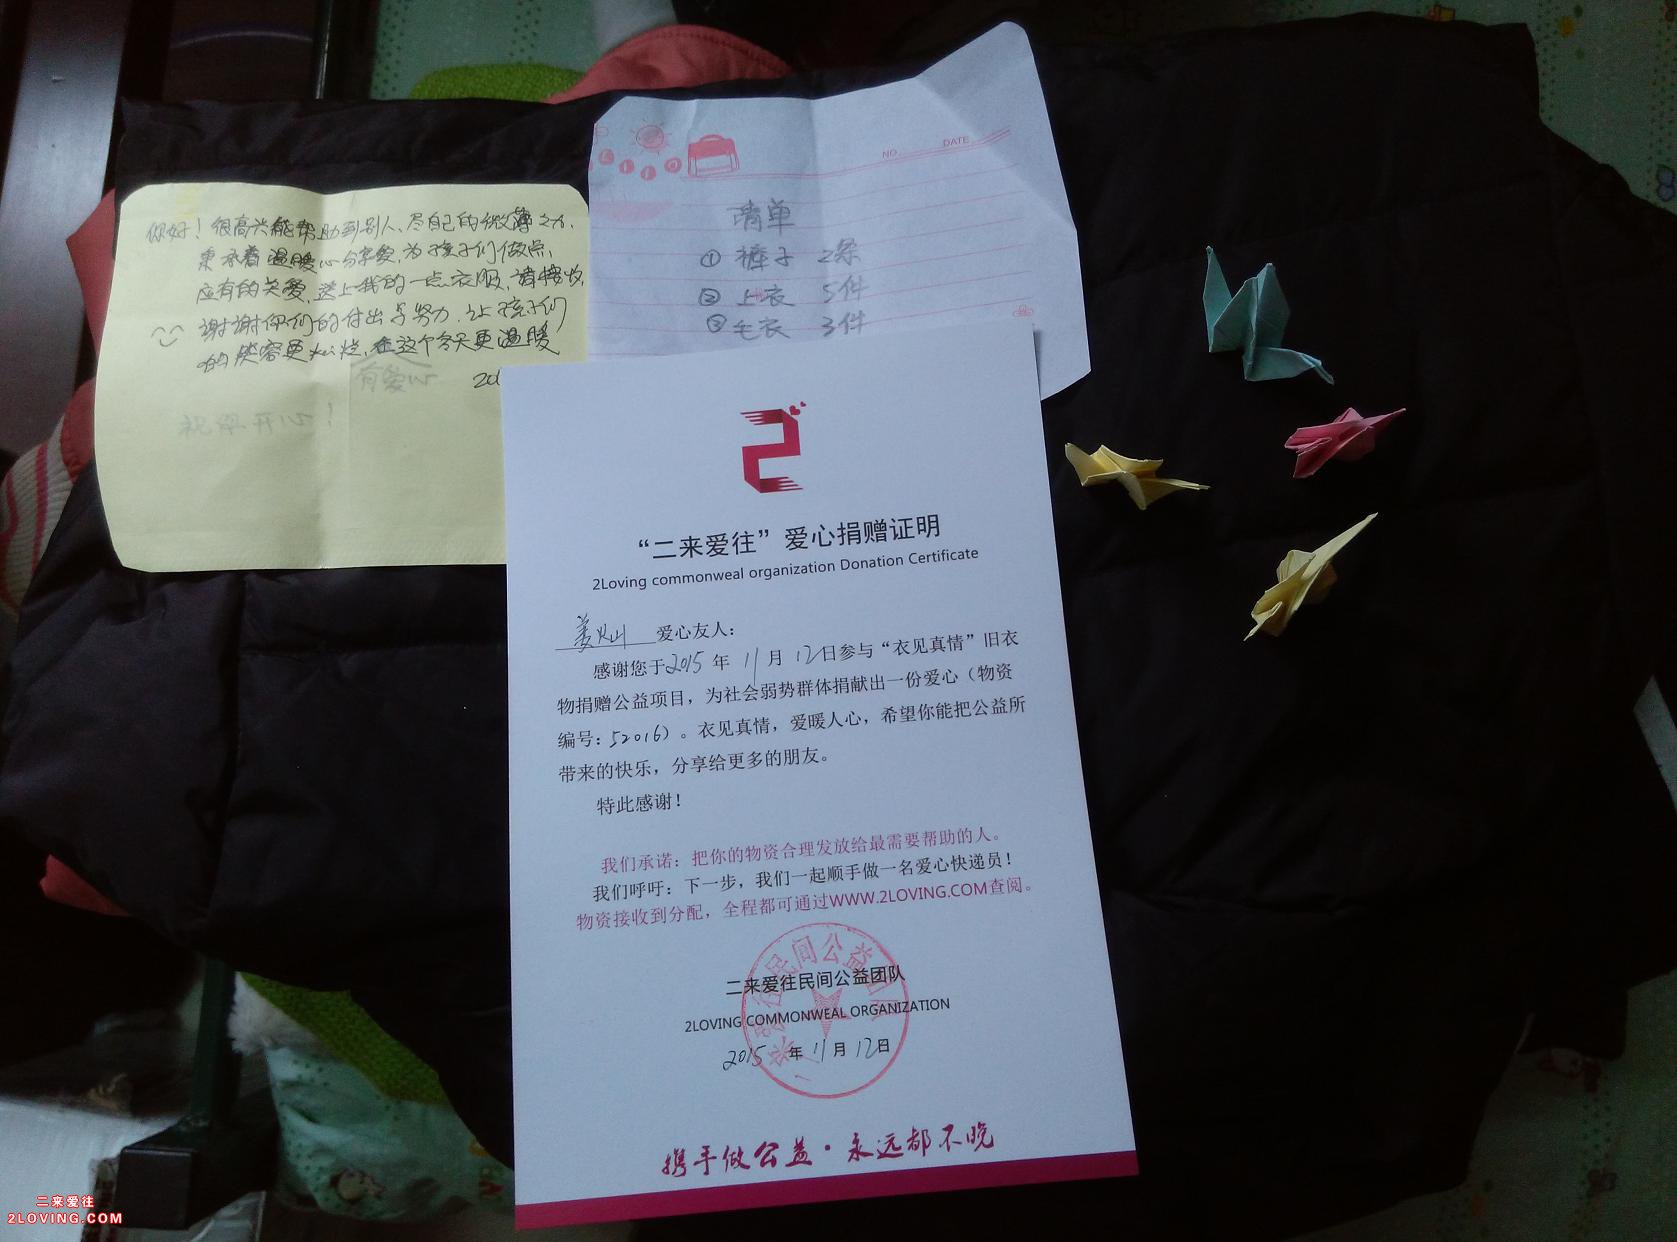 你好！很高兴能帮助到别人、尽自己的微薄之力，
秉承着温暖心分享爱，为孩子们做点
应有的关爱，送上我的一点衣服，请接收，
谢谢你们的付出与努力，让孩子们
的笑容更灿烂，在这个冬天更温暖
有爱心
祝你开心！
NO. DATE
清单
① 裤子 2条
② 上衣 5件
③ 毛衣 3件
“二来爱往”爱心捐赠证明
2Loving commonweal organization Donation Certificate
姜灿 爱心友人：
感谢您于2015年11月12日参与“衣见真情”旧衣
物捐赠公益项目，为社会弱势群体捐献出一份爱心（物资
编号：52016）。衣见真情，爱暖人心，希望你能把公益所
带来的快乐，分享给更多的朋友。
特此感谢！
我们承诺：把你的物资合理发放给最需要帮助的人。
我们呼吁：下一步，我们一起顺手做一名爱心快递员！
物资接收到分配，全程都可通过WWW.2LOVING.COM查阅。
二来爱往民间公益团队
2LOVING COMMONWEAL ORGANIZATION
2015年11月12日
携手做公益·永远都不晚
二来爱往
2LOVING.COM